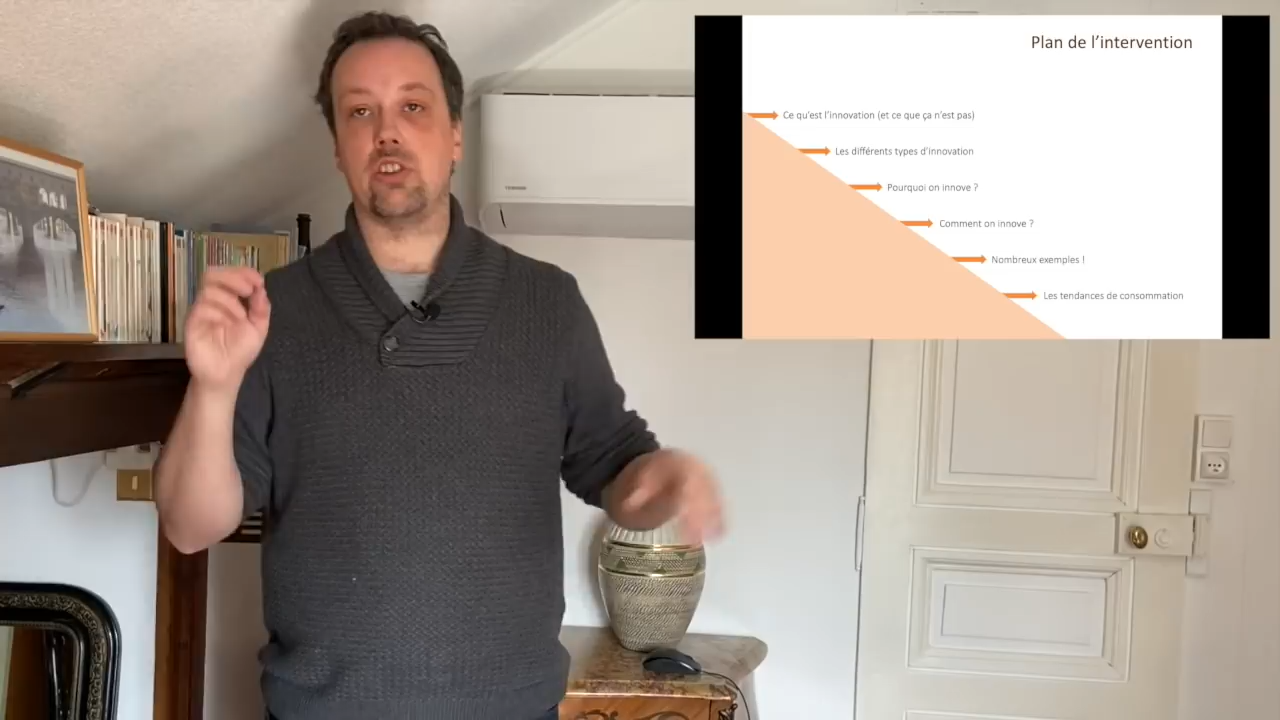 Plan de l'intervention
Ce qu'est l'innovation (et ce que ça n'est pas)
Les différents types d'innovation
Pourquoi on innove ?
Comment on innove ?
Nombreux exemples !
Les tendances de consommation
TOSHIBA